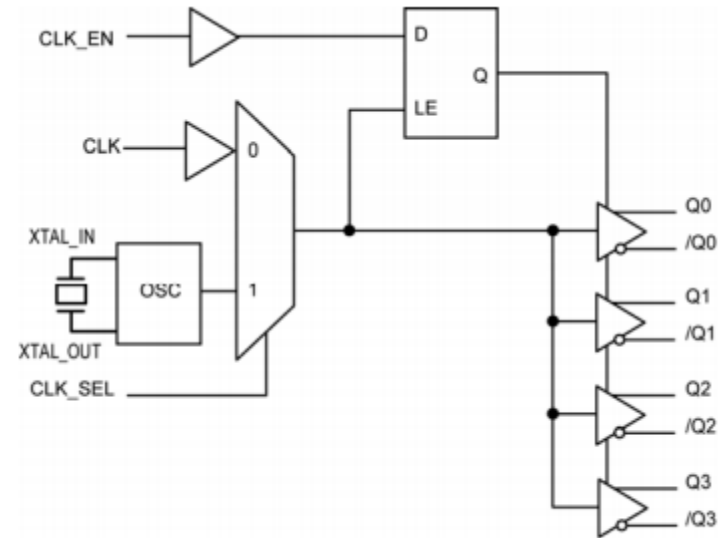 CLK_EN
D
Q
LE
CLK
0
XTAL_IN
OSC
1
XTAL_OUT
CLK_SEL
Q0
/Q0
Q1
/Q1
Q2
/Q2
Q3
/Q3